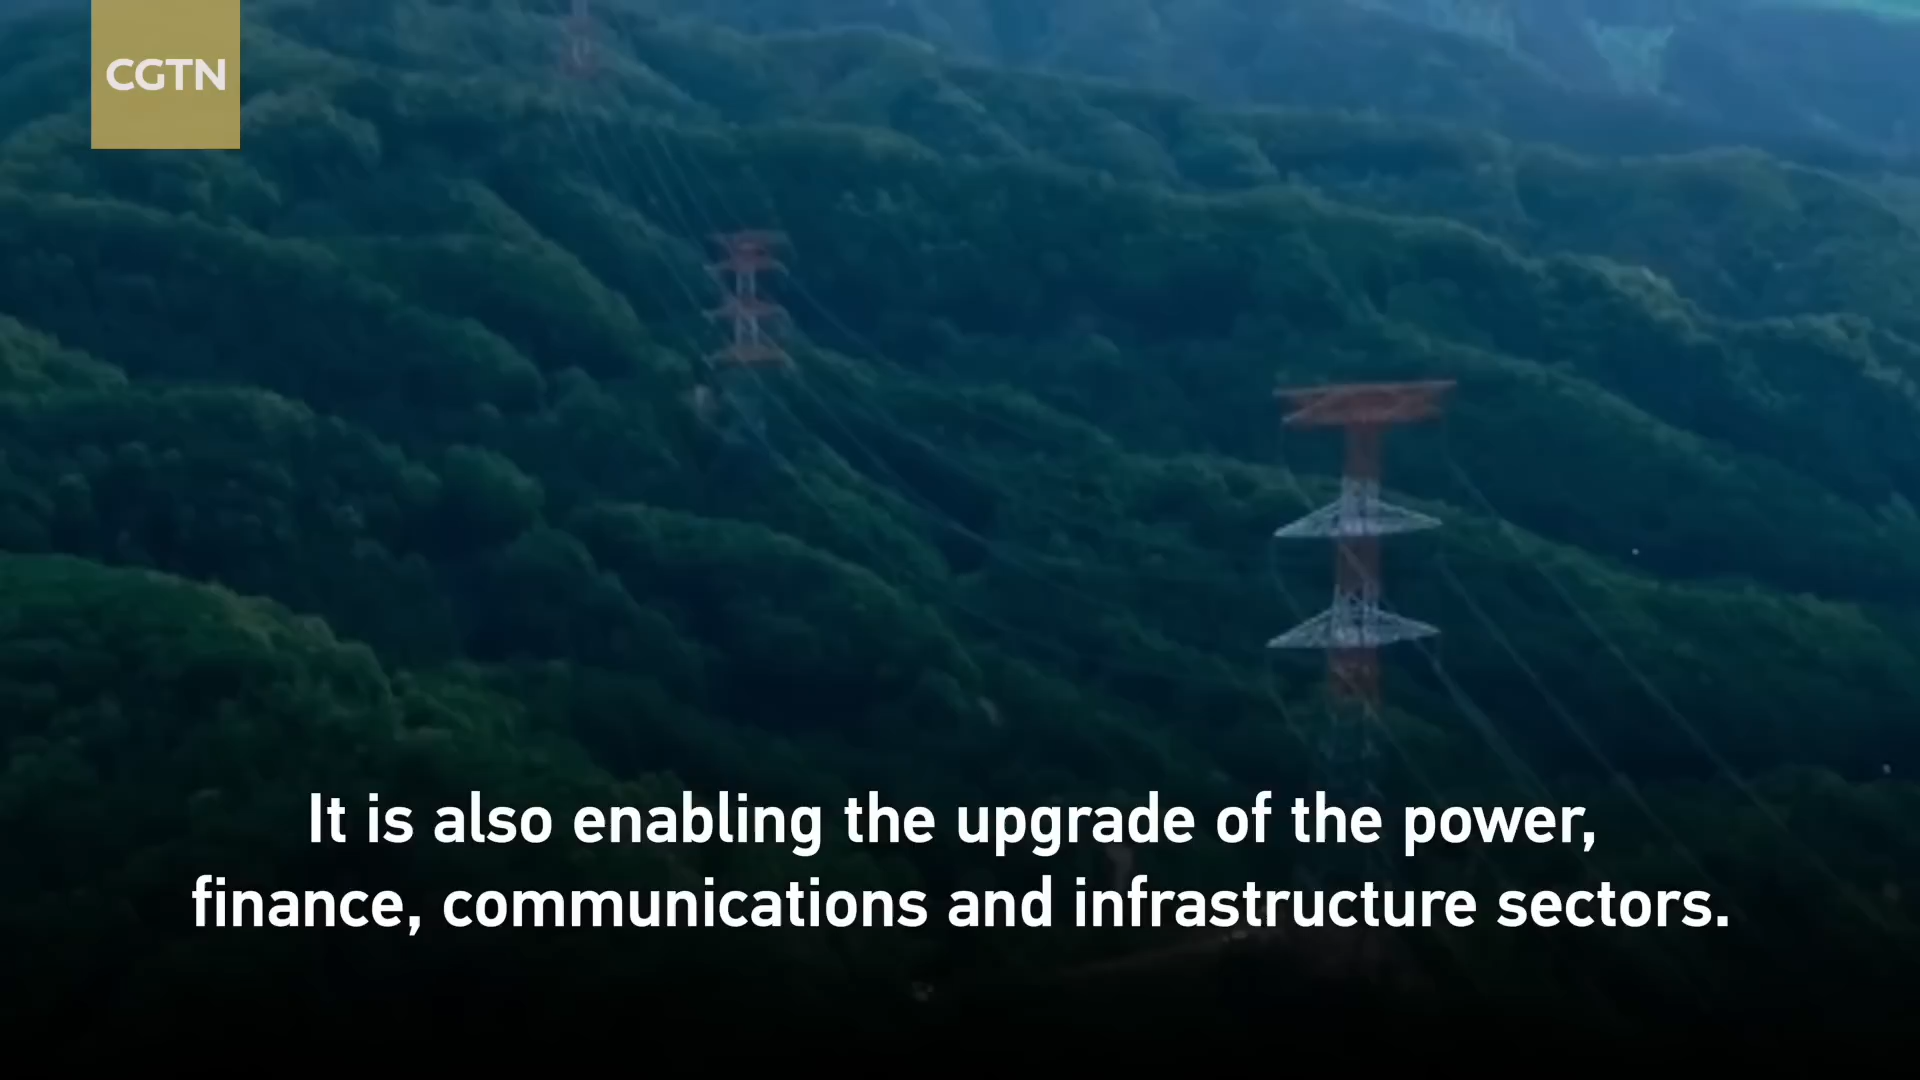 CGTN
It is also enabling the upgrade of the power,
finance, communications and infrastructure sectors.